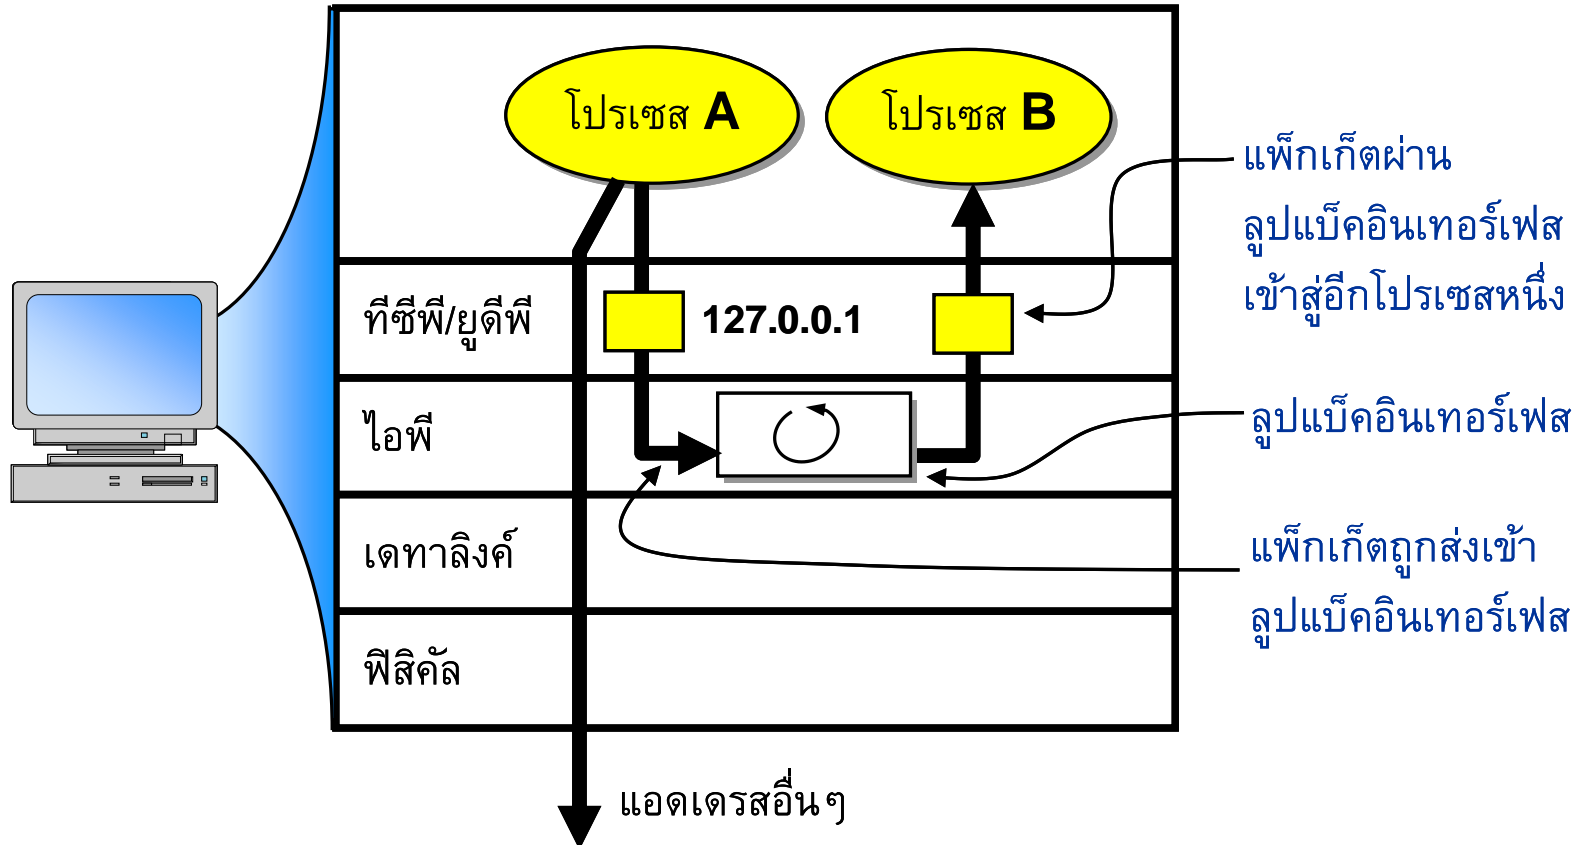 โปรเซส A
โปรเซส B
แพ็กเก็ตผ่าน
ลูปแบ็คอินเทอร์เฟส
เข้าสู่อีกโปรเซสหนึ่ง
ทีซีพี/ยูดีพี
127.0.0.1
ไอพี
ลูปแบ็คอินเทอร์เฟส
เดทาลิงค์
แพ็กเก็ตถูกส่งเข้า
ลูปแบ็คอินเทอร์เฟส
ฟิสิคัล
แอดเดรสอื่นๆ